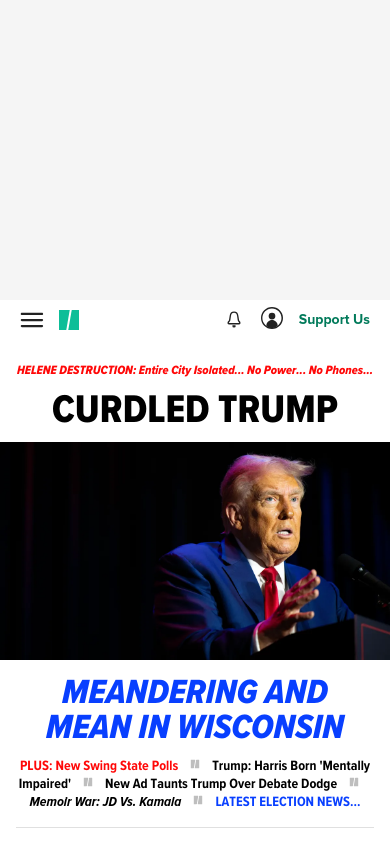 Support Us
HELENE DESTRUCTION: Entire City Isolated... No Power... No Phones...
CURDLED TRUMP
MEANDERING AND
MEAN IN WISCONSIN
PLUS: New Swing State Polls " Trump: Harris Born 'Mentally
Impaired' " New Ad Taunts Trump Over Debate Dodge "
Memoir War: JD Vs. Kamala " LATEST ELECTION NEWS...